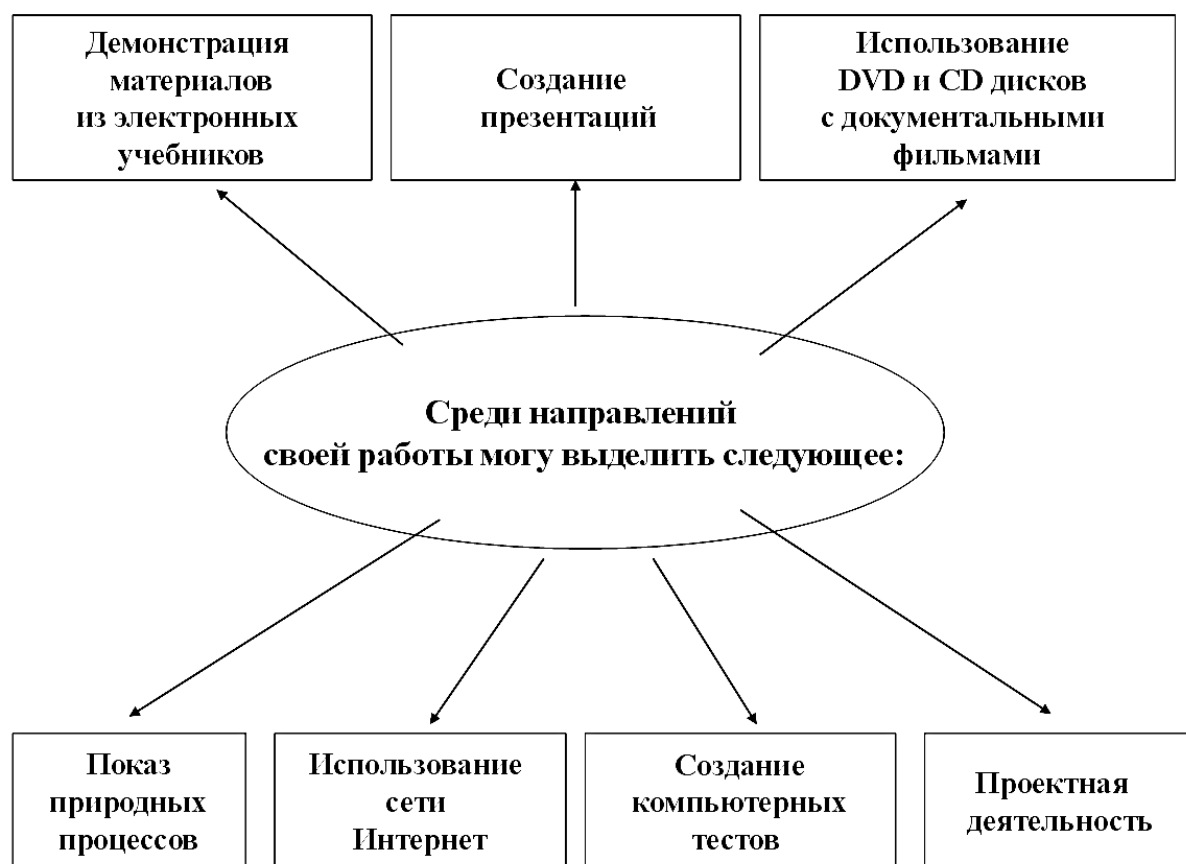 Демонстрация
материалов
из электронных
учебников
Создание
презентаций
Использование
DVD и CD дисков
с документальными
фильмами
Среди направлений
своей работы могу выделить следующее:
Показ
природных
процессов
Использование
сети
Интернет
Создание
компьютерных
тестов
Проектная
деятельность